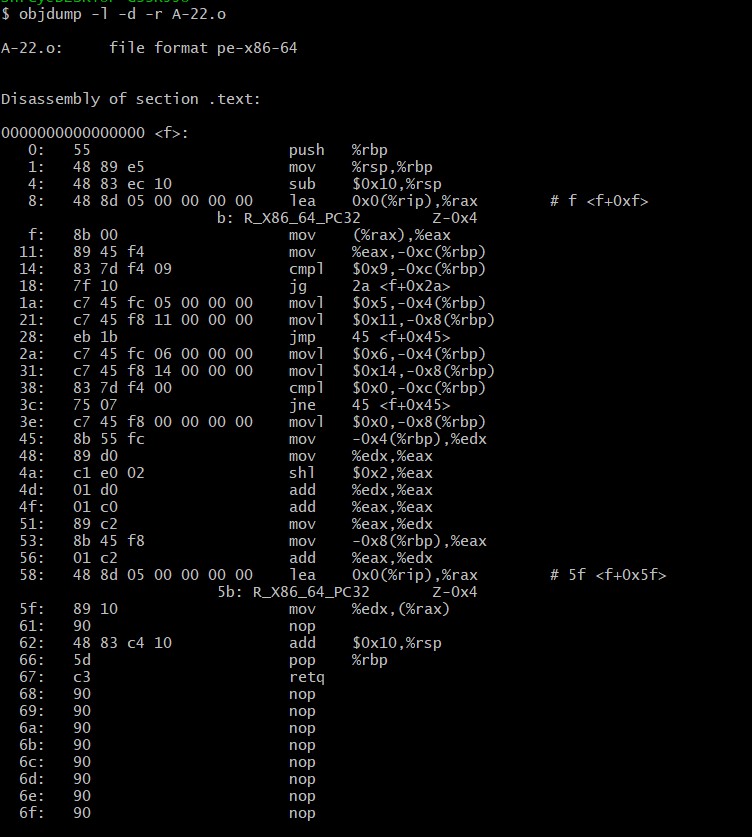 $ objdump -l -d -r A-22.o
A-22.o:     file format pe-x86-64
Disassembly of section .text:
0000000000000000 <f>:
   0:   55                      push   %rbp
   1:   48 89 e5                mov    %rsp,%rbp
   4:   48 83 ec 10             sub    $0x10,%rsp
   8:   48 8d 05 00 00 00 00    lea    0x0(%rip),%rax        # f <f+0xf>
                        b: R_X86_64_PC32       Z-0x4
   f:   8b 00                   mov    (%rax),%eax
  11:   89 45 f4                mov    %eax,-0xc(%rbp)
  14:   83 7d f4 09             cmpl   $0x9,-0xc(%rbp)
  18:   7f 10                   jg     2a <f+0x2a>
  1a:   c7 45 fc 05 00 00 00    movl   $0x5,-0x4(%rbp)
  21:   c7 45 f8 11 00 00 00    movl   $0x11,-0x8(%rbp)
  28:   eb 1b                   jmp    45 <f+0x45>
  2a:   c7 45 fc 06 00 00 00    movl   $0x6,-0x4(%rbp)
  31:   c7 45 f8 14 00 00 00    movl   $0x14,-0x8(%rbp)
  38:   83 7d f4 00             cmpl   $0x0,-0xc(%rbp)
  3c:   75 07                   jne    45 <f+0x45>
  3e:   c7 45 f8 00 00 00 00    movl   $0x0,-0x8(%rbp)
  45:   8b 55 fc                mov    -0x4(%rbp),%edx
  48:   89 d0                   mov    %edx,%eax
  4a:   c1 e0 02                shl    $0x2,%eax
  4d:   01 d0                   add    %edx,%eax
  4f:   01 c0                   add    %eax,%eax
  51:   89 c2                   mov    %eax,%edx
  53:   8b 45 f8                mov    -0x8(%rbp),%eax
  56:   01 c2                   add    %eax,%edx
  58:   48 8d 05 00 00 00 00    lea    0x0(%rip),%rax        # 5f <f+0x5f>
                        5b: R_X86_64_PC32       Z-0x4
  5f:   89 10                   mov    %edx,(%rax)
  61:   90                      nop
  62:   48 83 c4 10             add    $0x10,%rsp
  66:   5d                      pop    %rbp
  67:   c3                      retq
  68:   90                      nop
  69:   90                      nop
  6a:   90                      nop
  6b:   90                      nop
  6c:   90                      nop
  6d:   90                      nop
  6e:   90                      nop
  6f:   90                      nop